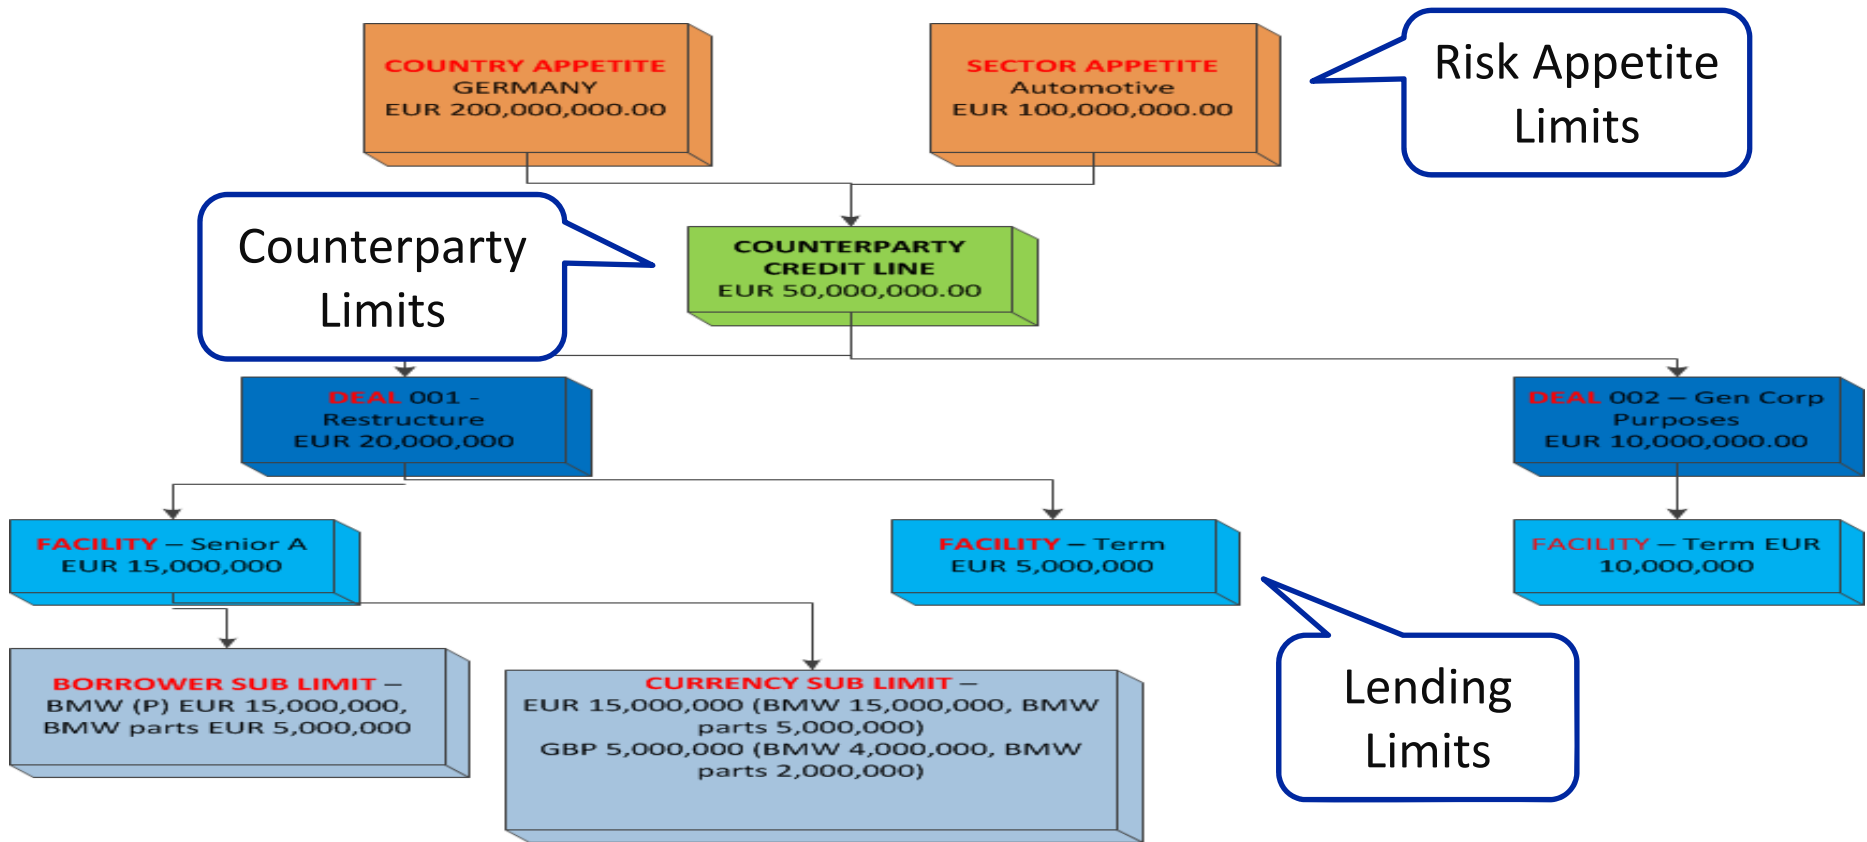 COUNTRY APPETITE
GERMANY
EUR 200,000,000.00
SECTOR APPETITE
Automotive
EUR 100,000,000.00
Risk Appetite
Limits
Counterparty
Limits
COUNTERPARTY
CREDIT LINE
EUR 50,000,000.00
DEAL 001 -
Restructure
EUR 20,000,000
DEAL 002 – Gen Corp
Purposes
EUR 10,000,000.00
FACILITY – Senior A
EUR 15,000,000
FACILITY – Term
EUR 5,000,000
FACILITY – Term EUR
10,000,000
BORROWER SUB LIMIT –
BMW (P) EUR 15,000,000,
BMW parts EUR 5,000,000
CURRENCY SUB LIMIT –
EUR 15,000,000 (BMW 15,000,000, BMW
parts 5,000,000)
GBP 5,000,000 (BMW 4,000,000, BMW
parts 2,000,000)
Lending
Limits